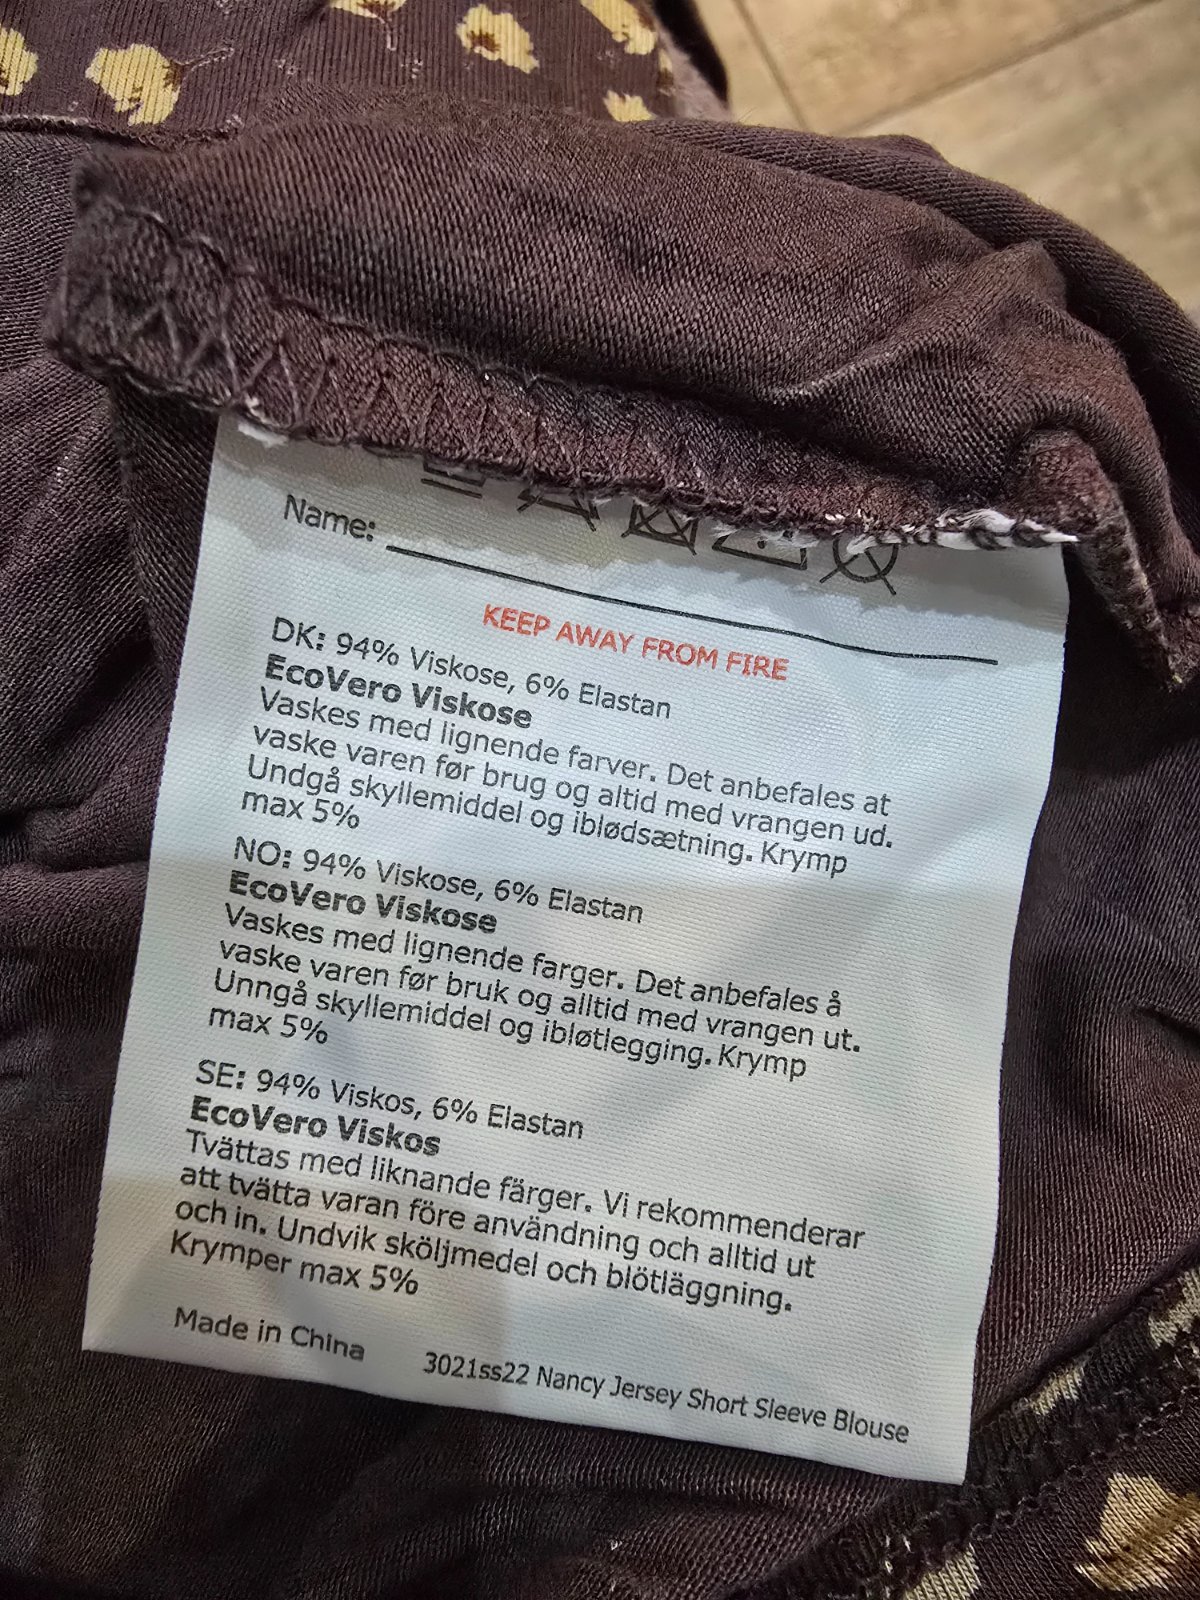 Name:
KEEP AWAY FROM FIRE
DK: 94% Viskose, 6% Elastan
EcoVero Viskose
Vaskes med lignende farver. Det anbefales at
vaske varen før brug og altid med vrangen ud.
Undgå skyllemiddel og iblødsætning. Krymp
max 5%
NO: 94% Viskose, 6% Elastan
EcoVero Viskose
Vaskes med lignende farger. Det anbefales å
vaske varen før bruk og alltid med vrangen ut.
Unngå skyllemiddel og ibløtlegging. Krymp
max 5%
SE: 94% Viskos, 6% Elastan
EcoVero Viskos
Tvättas med liknande färger. Vi rekommenderar
att tvätta varan före användning och alltid ut
och in. Undvik sköljmedel och blötläggning.
Krymper max 5%
Made in China
3021ss22 Nancy Jersey Short Sleeve Blouse